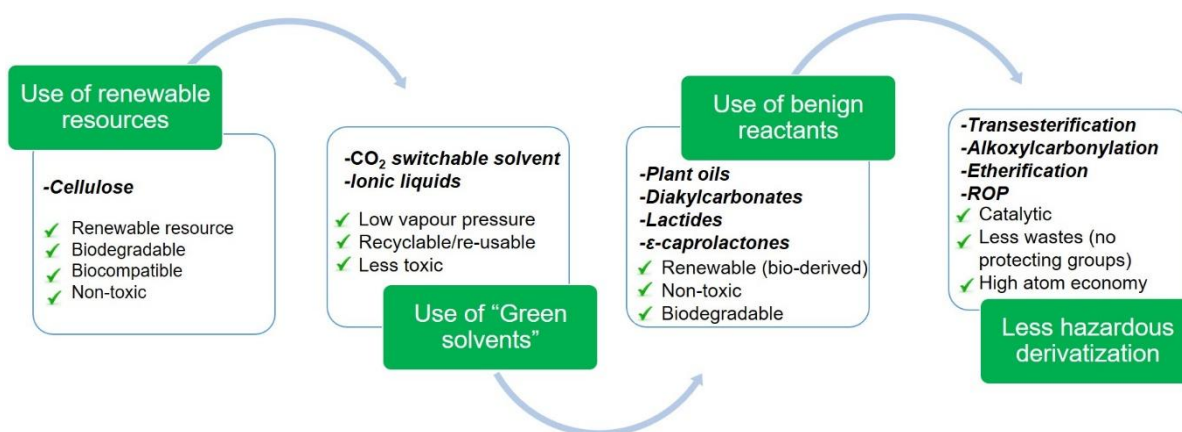 Use of renewable
resources
-Cellulose
Renewable resource
Biodegradable
Biocompatible
Non-toxic
-CO₂ switchable solvent
-Ionic liquids
Low vapour pressure
Recyclable/re-usable
Less toxic
Use of “Green
solvents”
Use of benign
reactants
-Plant oils
-Diakylcarbonates
-Lactides
-ε-caprolactones
Renewable (bio-derived)
Non-toxic
Biodegradable
-Transesterification
-Alkoxylcarbonylation
-Etherification
-ROP
Catalytic
Less wastes (no
protecting groups)
High atom economy
Less hazardous
derivatization